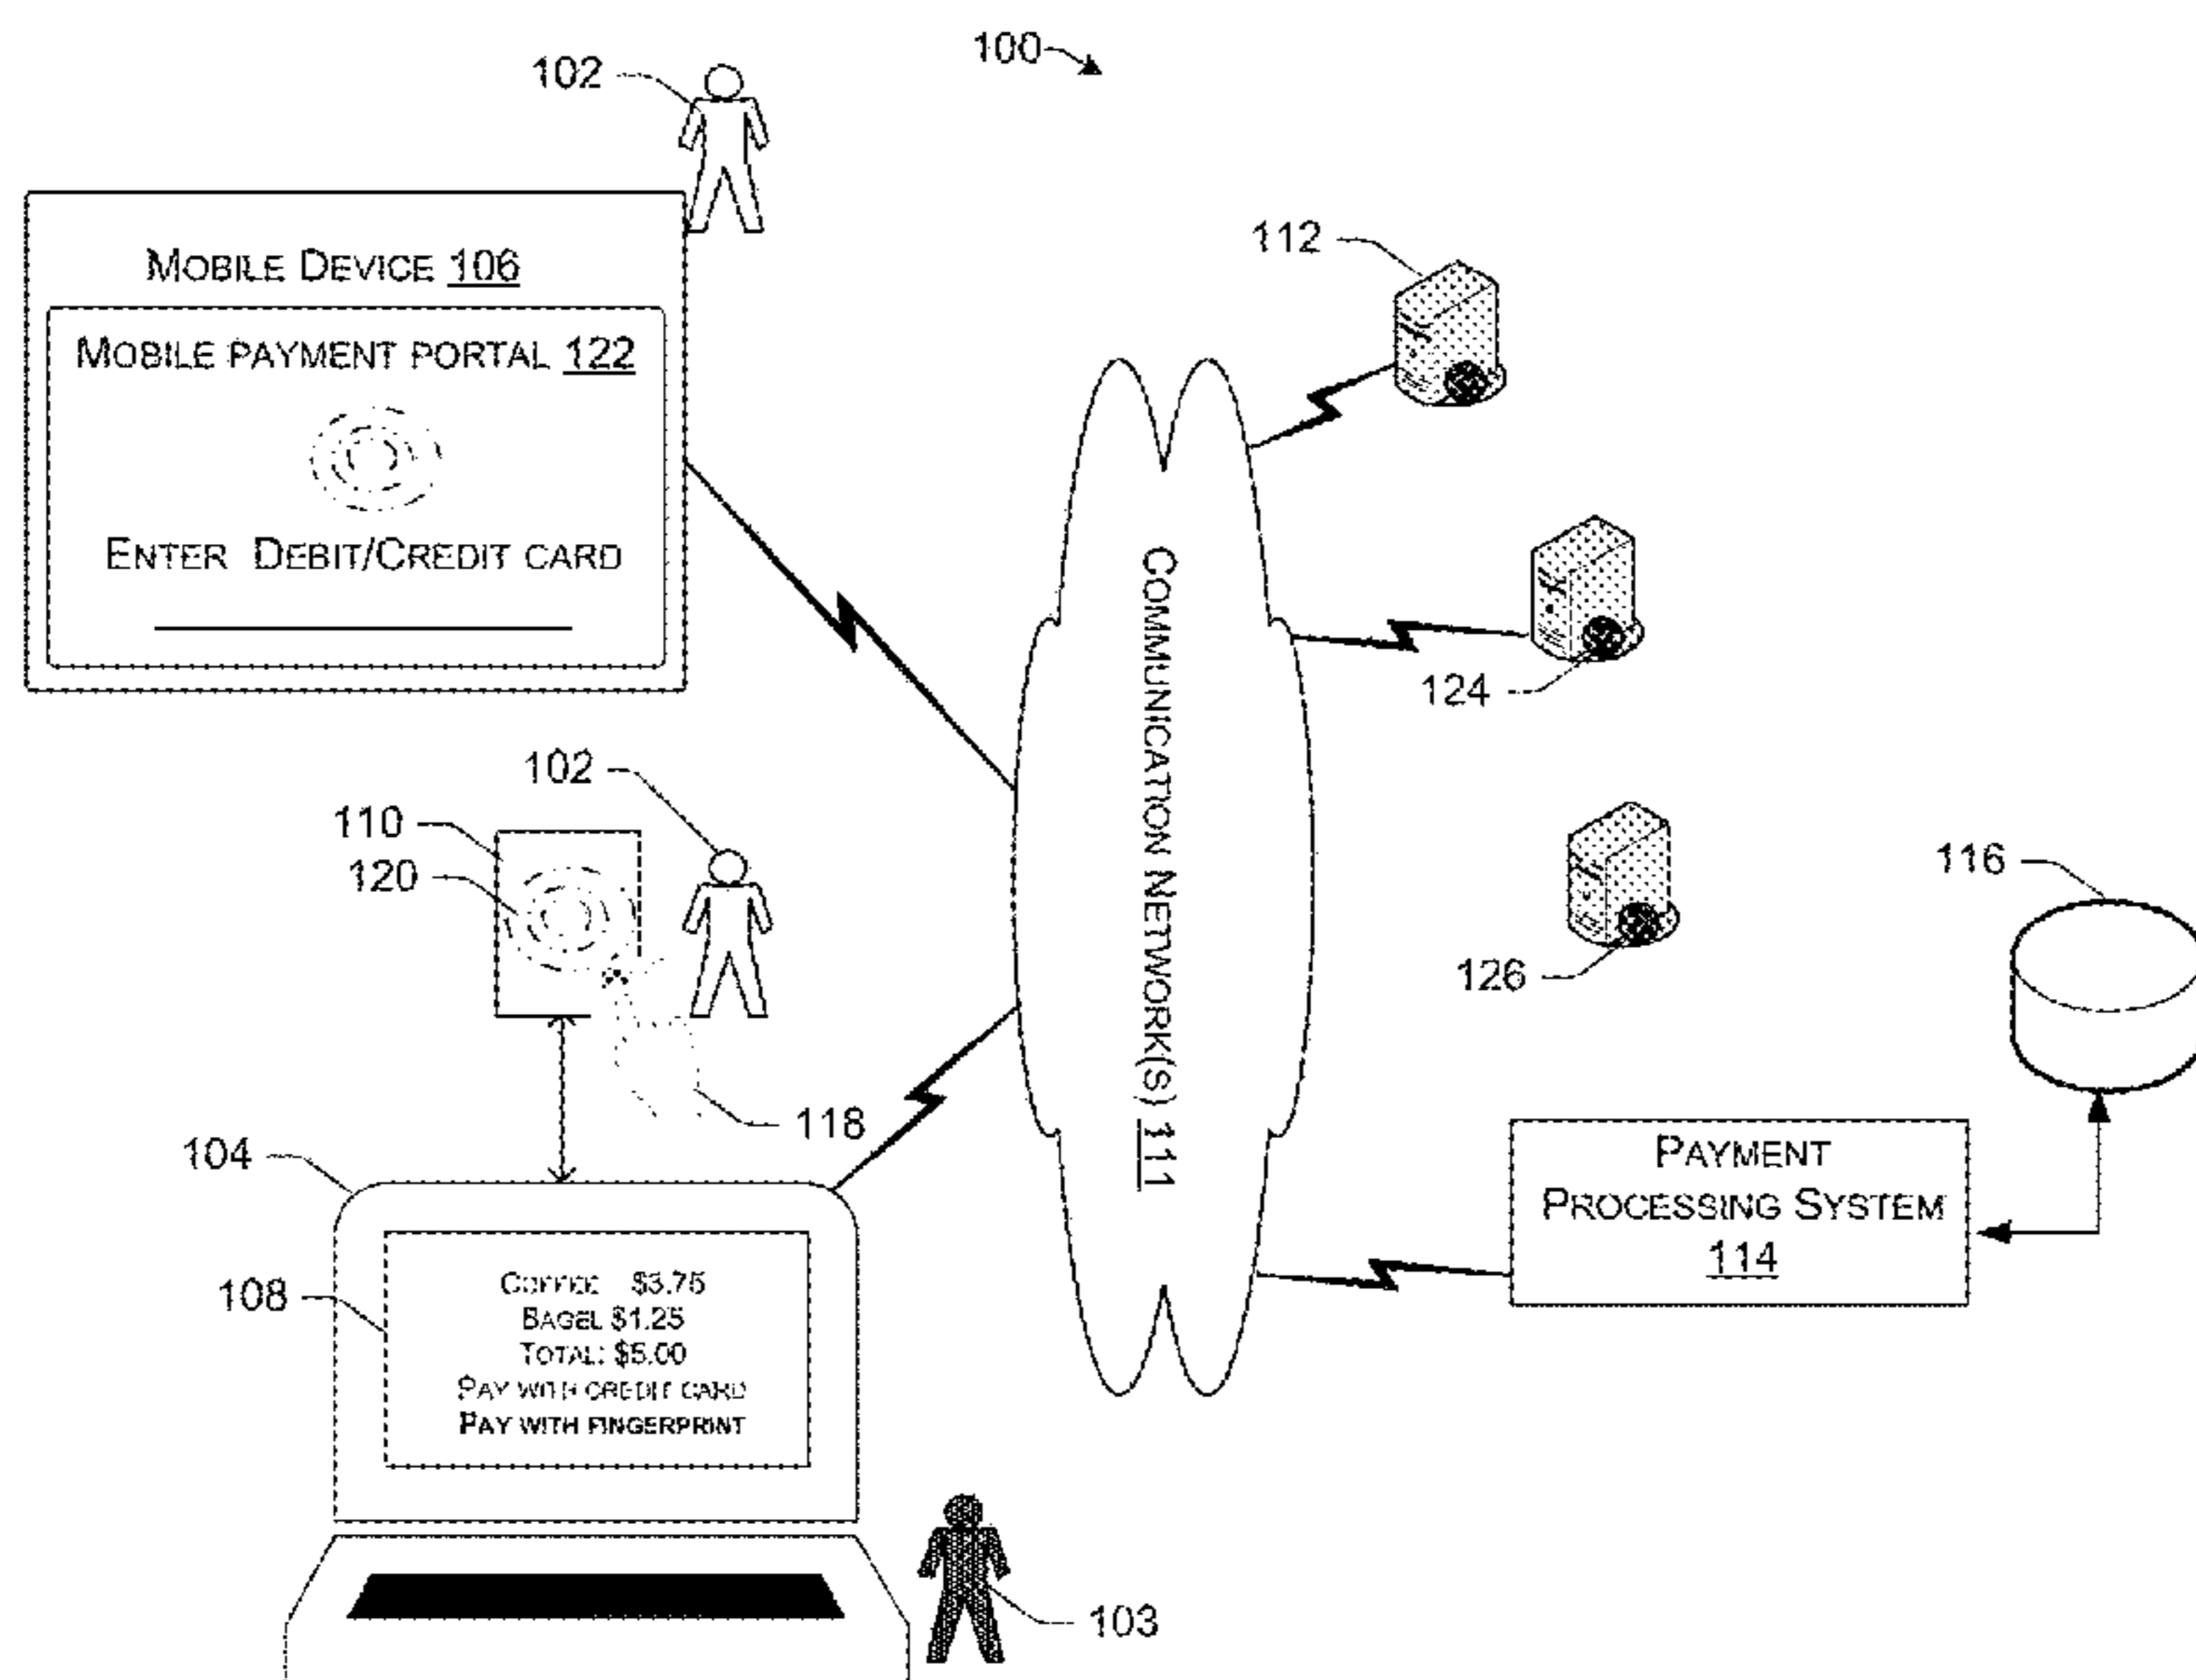 100
102
MOBILE DEVICE 106
MOBILE PAYMENT PORTAL 122
ENTER DEBIT/CREDIT CARD
112
124
COMMUNICATION NETWORK(S) 111
102
110
120
118
126
116
PAYMENT
PROCESSING SYSTEM
114
104
108
COFFEE $3.75
BAGEL $1.25
TOTAL: $5.00
PAY WITH CREDIT CARD
PAY WITH FINGERPRINT
103